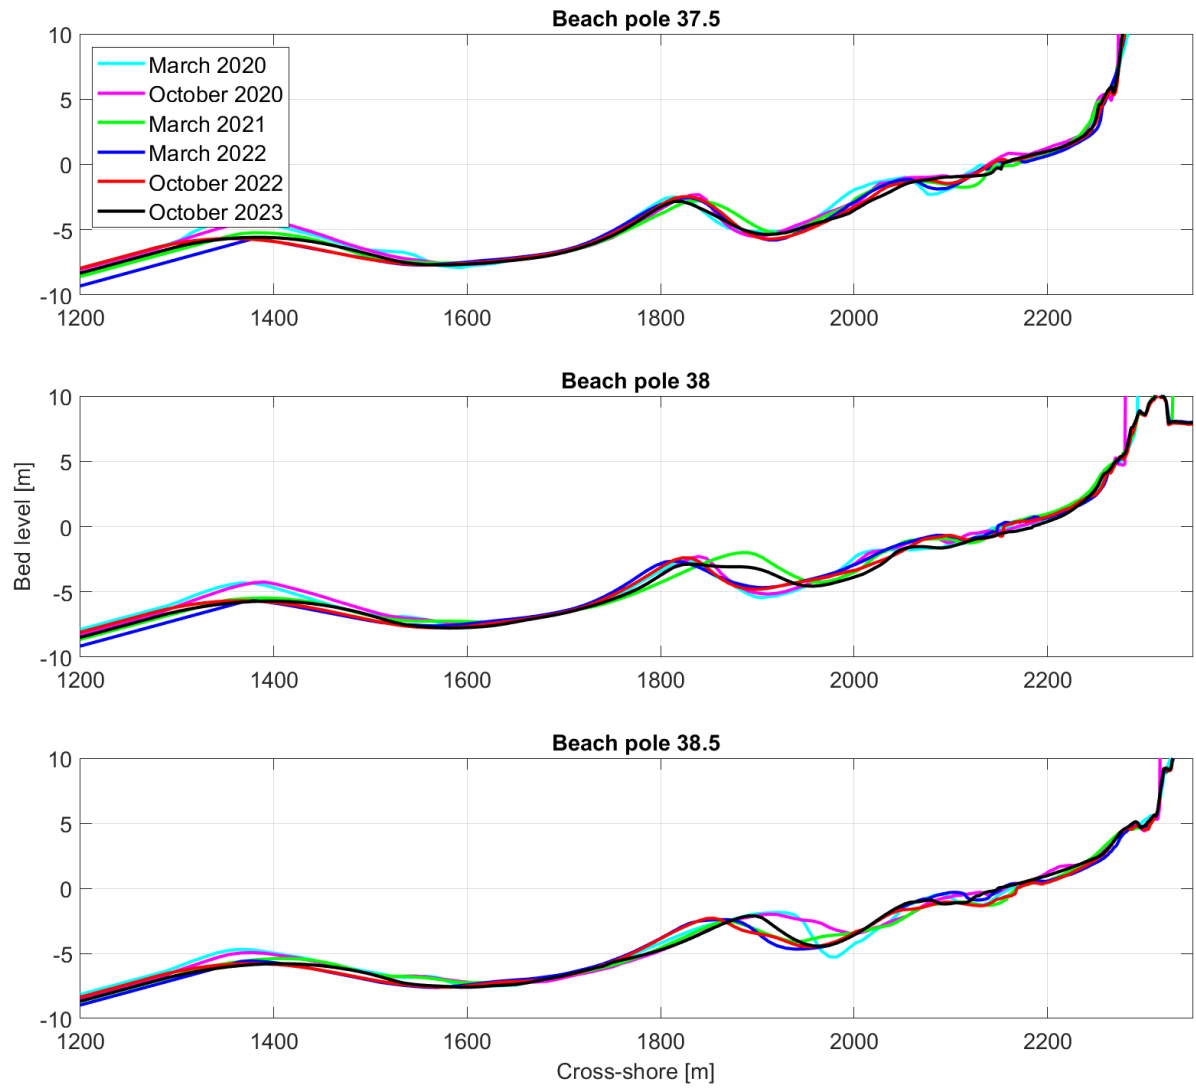 Beach pole 37.5
10
5
0
-5
-10
March 2020
October 2020
March 2021
March 2022
October 2022
October 2023
1200 1400 1600 1800 2000 2200
Beach pole 38
10
5
0
-5
-10
Bed level [m]
1200 1400 1600 1800 2000 2200
Beach pole 38.5
10
5
0
-5
-10
1200 1400 1600 1800 2000 2200
Cross-shore [m]